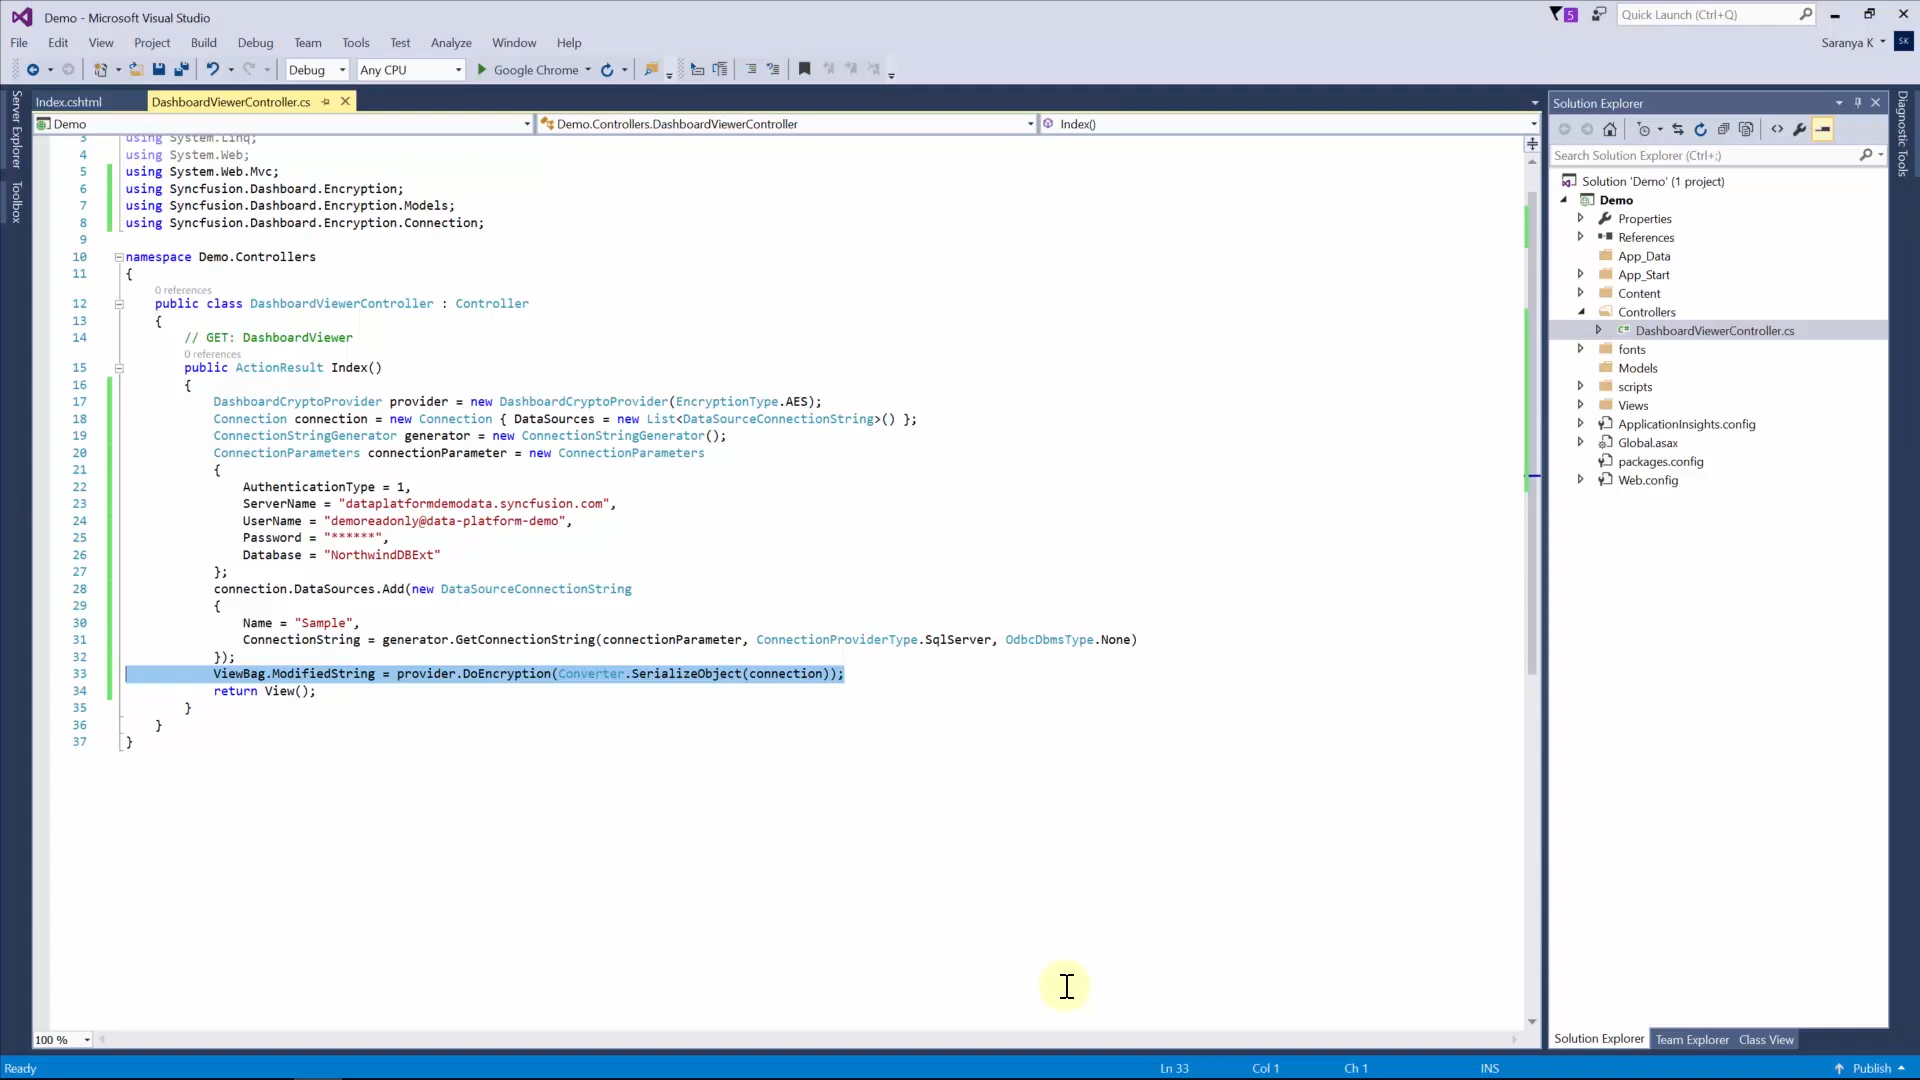 Demo - Microsoft Visual Studio
5
Quick Launch (Ctrl+Q)
File Edit View Project Build Debug Team Tools Test Analyze Window Help
Saranya K
SK
Debug Any CPU Google Chrome
Server Explorer
Toolbox
Index.cshtml DashboardViewerController.cs
Demo Demo.Controllers.DashboardViewerController Index()
3 using System.Linq;
4 using System.Web;
5 using System.Web.Mvc;
6 using Syncfusion.Dashboard.Encryption;
7 using Syncfusion.Dashboard.Encryption.Models;
8 using Syncfusion.Dashboard.Encryption.Connection;
9
10 namespace Demo.Controllers
11 {
0 references
12 public class DashboardViewerController : Controller
13 {
14 // GET: DashboardViewer
0 references
15 public ActionResult Index()
16 {
17 DashboardCryptoProvider provider = new DashboardCryptoProvider(EncryptionType.AES);
18 Connection connection = new Connection { DataSources = new List<DataSourceConnectionString>() };
19 ConnectionStringGenerator generator = new ConnectionStringGenerator();
20 ConnectionParameters connectionParameter = new ConnectionParameters
21 {
22 AuthenticationType = 1,
23 ServerName = "dataplatformdemodata.syncfusion.com",
24 UserName = "demoreadonly@data-platform-demo",
25 Password = "******",
26 Database = "NorthwindDBExt"
27 };
28 connection.DataSources.Add(new DataSourceConnectionString
29 {
30 Name = "Sample",
31 ConnectionString = generator.GetConnectionString(connectionParameter, ConnectionProviderType.SqlServer, OdbcDbmsType.None)
32 });
33 ViewBag.ModifiedString = provider.DoEncryption(Converter.SerializeObject(connection));
34 return View();
35 }
36 }
37 }
100 %
Solution Explorer
Search Solution Explorer (Ctrl+;)
Solution 'Demo' (1 project)
Demo
Properties
References
App_Data
App_Start
Content
Controllers
C# DashboardViewerController.cs
fonts
Models
scripts
Views
ApplicationInsights.config
Global.asax
packages.config
Web.config
Solution Explorer Team Explorer Class View
Diagnostic Tools
Ready Ln 33 Col 1 Ch 1 INS Publish